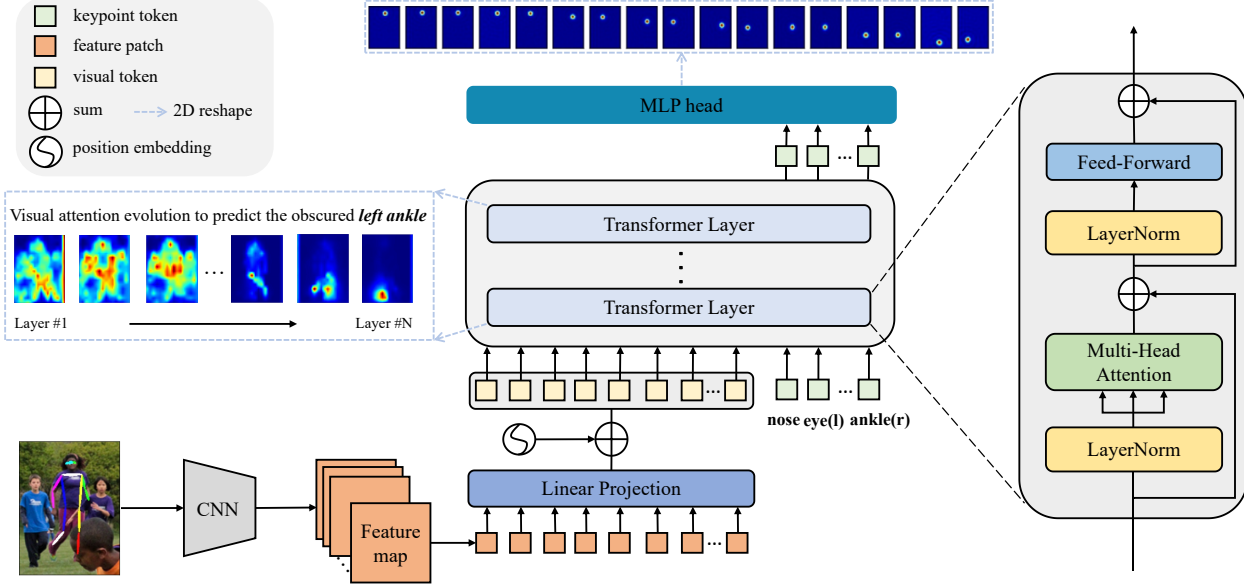 keypoint token
feature patch
visual token
sum
2D reshape
position embedding
MLP head
Visual attention evolution to predict the obscured left ankle
...
Layer #1
Layer #N
Transformer Layer
Transformer Layer
...
...
...
nose eye(l) ankle(r)
Linear Projection
CNN
Feature
map
...
Feed-Forward
LayerNorm
Multi-Head
Attention
LayerNorm